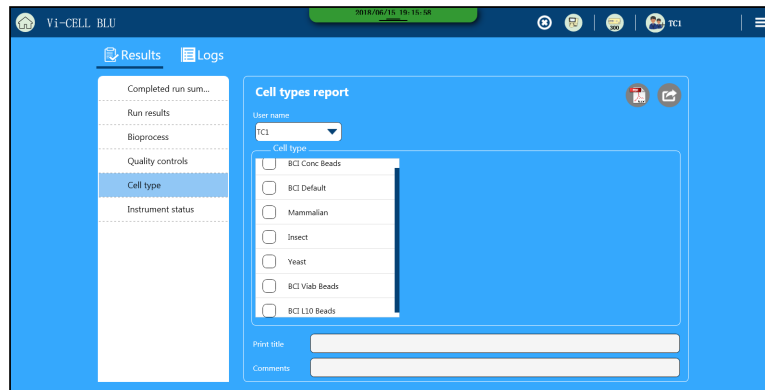 2018/06/15 19:15:58
Vi-CELL BLU
300
TC1
Results
Logs
Completed run sum...
Run results
Bioprocess
Quality controls
Cell type
Instrument status
Cell types report
User name
TC1
Cell type
BCI Conc Beads
BCI Default
Mammalian
Insect
Yeast
BCI Viab Beads
BCI L10 Beads
Print title
Comments